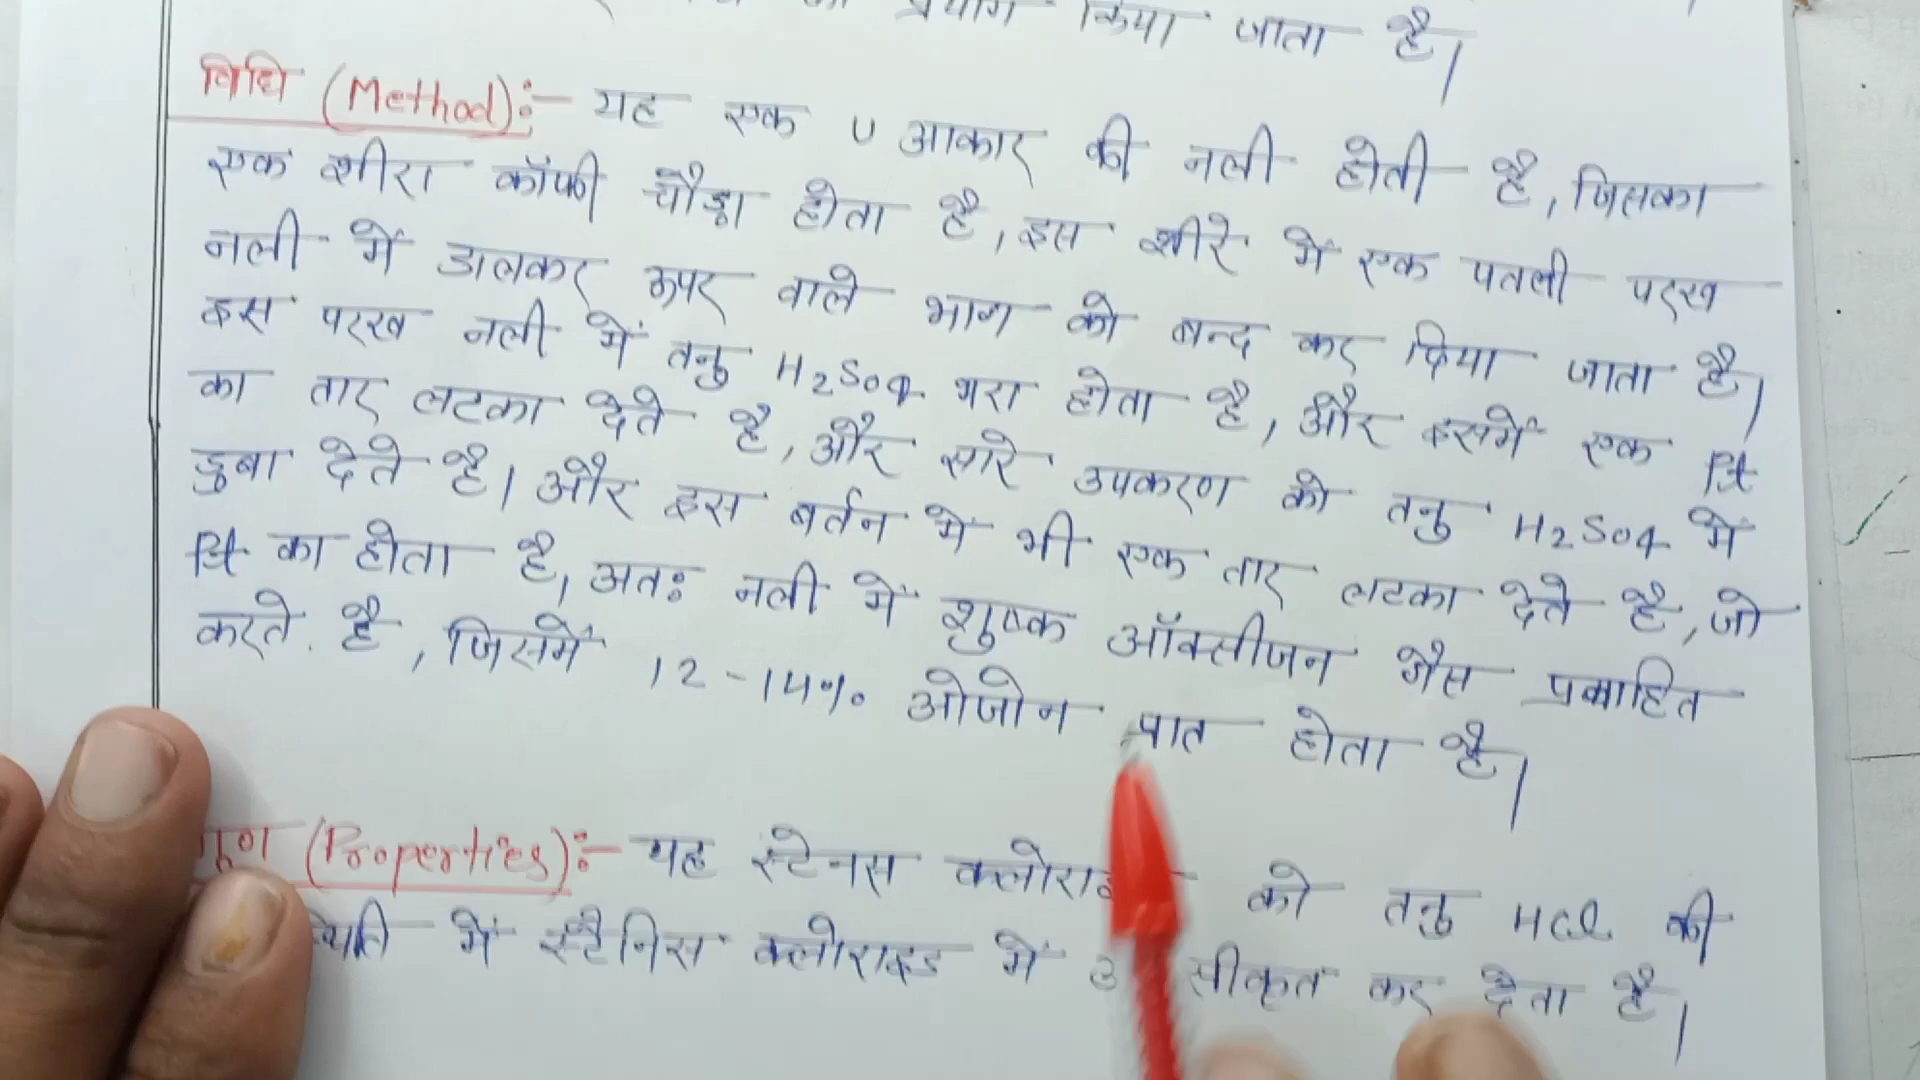 प्रयोग किया जाता है।
विधि (Method):- यह एक U आकार की नली होती है, जिसका
एक शीरा कॉफी चौड़ा होता है, इस शीरे में एक पतली परख
नली में डालकर ऊपर वाले भाग को बन्द कर दिया जाता है।
इस परख नली में तनु H2SO4 भरा होता है, और इसमें एक Pt
का तार लटका देते है, और सारे उपकरण को तनु H2SO4 में
डुबा देते है। और इस बर्तन में भी एक तार लटका देते है, जो
Pt का होता है, अतः नली में शुष्क ऑक्सीजन गैस प्रवाहित
करते है, जिसमें 12-14% ओजोन पात होता है।
गुण (Properties):- यह स्टेनस को तनु HCl की
में स्टैनिस क्लोराइड में कर देता है।